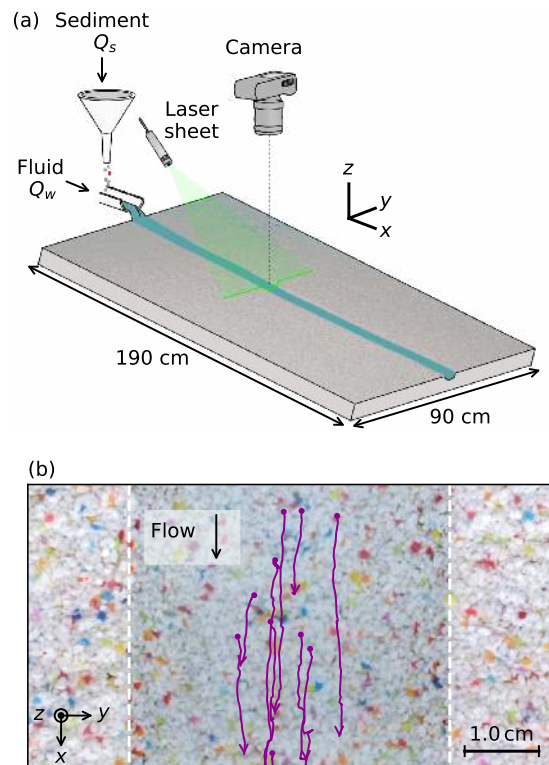 (a)
Sediment
Qs
Camera
Laser
sheet
Fluid
Qw
z
y
x
190 cm
90 cm
(b)
Flow
z
y
x
1.0 cm